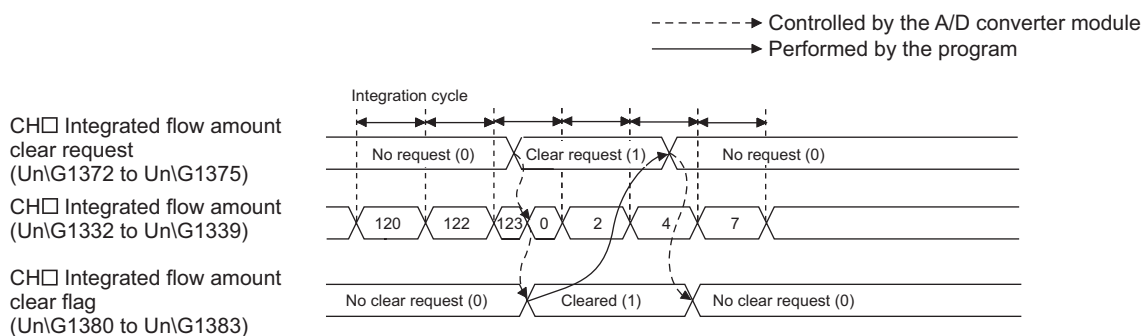 Controlled by the A/D converter module
Performed by the program
Integration cycle
CH□ Integrated flow amount
clear request
(Un\G1372 to Un\G1375)
No request (0)
Clear request (1)
No request (0)
CH□ Integrated flow amount
(Un\G1332 to Un\G1339)
120
122
123
0
2
4
7
CH□ Integrated flow amount
clear flag
(Un\G1380 to Un\G1383)
No clear request (0)
Cleared (1)
No clear request (0)